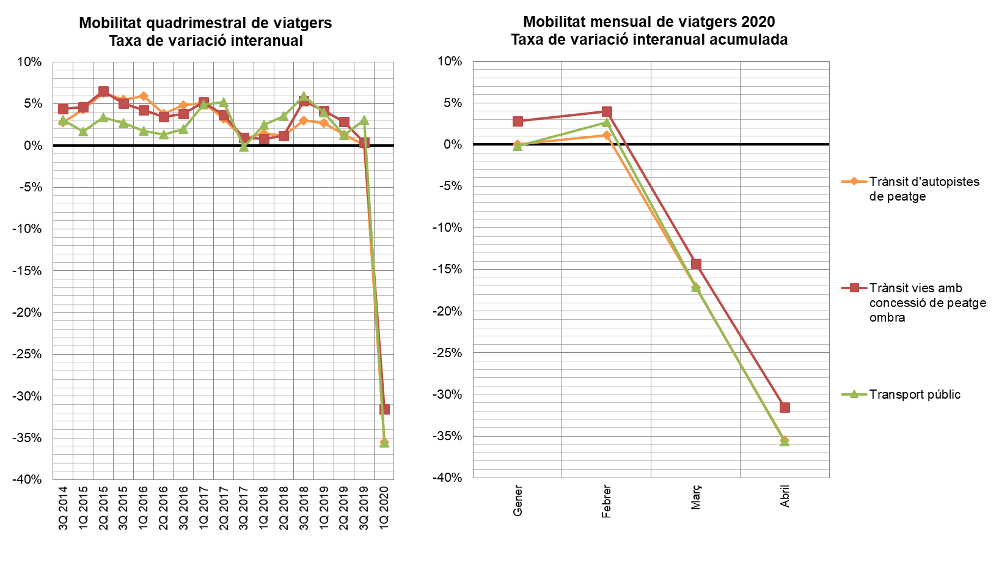 Mobilitat quadrimestral de viatgers
Taxa de variació interanual
10%
5%
0%
-5%
-10%
-15%
-20%
-25%
-30%
-35%
-40%
3Q 2014
1Q 2015
2Q 2015
3Q 2015
1Q 2016
2Q 2016
3Q 2016
1Q 2017
2Q 2017
3Q 2017
1Q 2018
2Q 2018
3Q 2018
1Q 2019
2Q 2019
3Q 2019
1Q 2020
Mobilitat mensual de viatgers 2020
Taxa de variació interanual acumulada
10%
5%
0%
-5%
-10%
-15%
-20%
-25%
-30%
-35%
-40%
Gener
Febrer
Març
Abril
Trànsit d'autopistes
de peatge
Trànsit vies amb
concessió de peatge
ombra
Transport públic